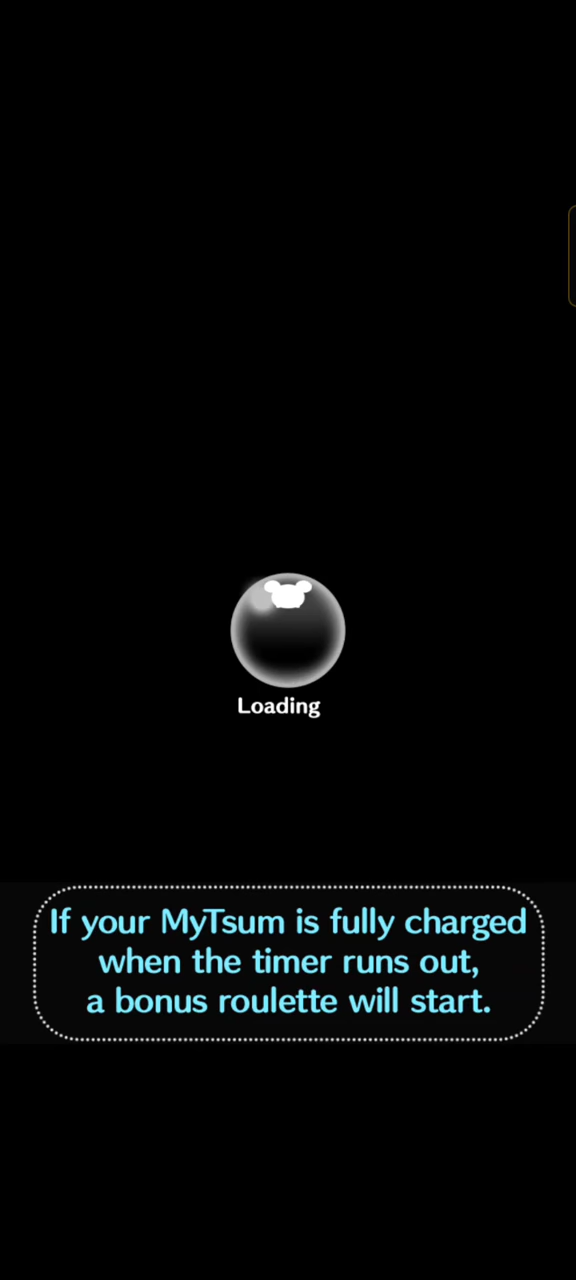 Loading
If your MyTsum is fully charged
when the timer runs out,
a bonus roulette will start.